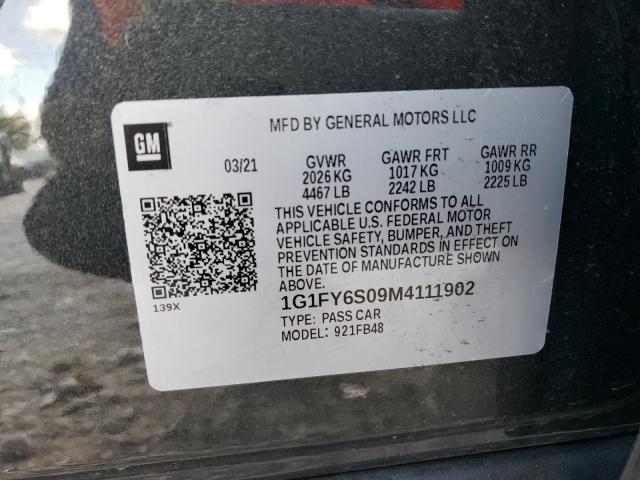 MFD BY GENERAL MOTORS LLC
GM
03/21 GVWR GAWR FRT GAWR RR
2026 KG 1017 KG 1009 KG
4467 LB 2242 LB 2225 LB
THIS VEHICLE CONFORMS TO ALL
APPLICABLE U.S. FEDERAL MOTOR
VEHICLE SAFETY, BUMPER, AND THEFT
PREVENTION STANDARDS IN EFFECT ON
THE DATE OF MANUFACTURE SHOWN
ABOVE.
139X
1G1FY6S09M4111902
TYPE: PASS CAR
MODEL: 921FB48